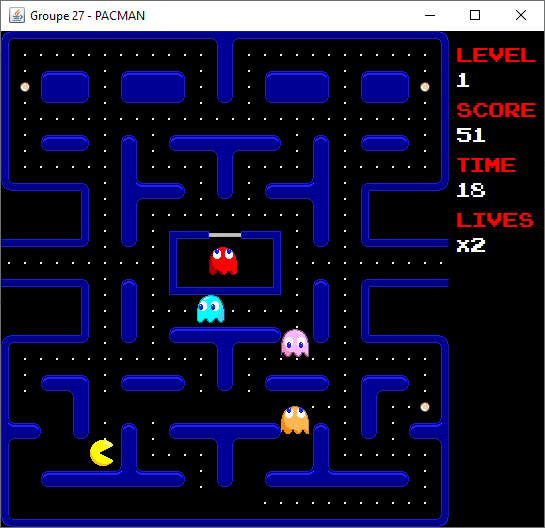 Groupe 27 - PACMAN
LEVEL
1
SCORE
51
TIME
18
LIVES
x2